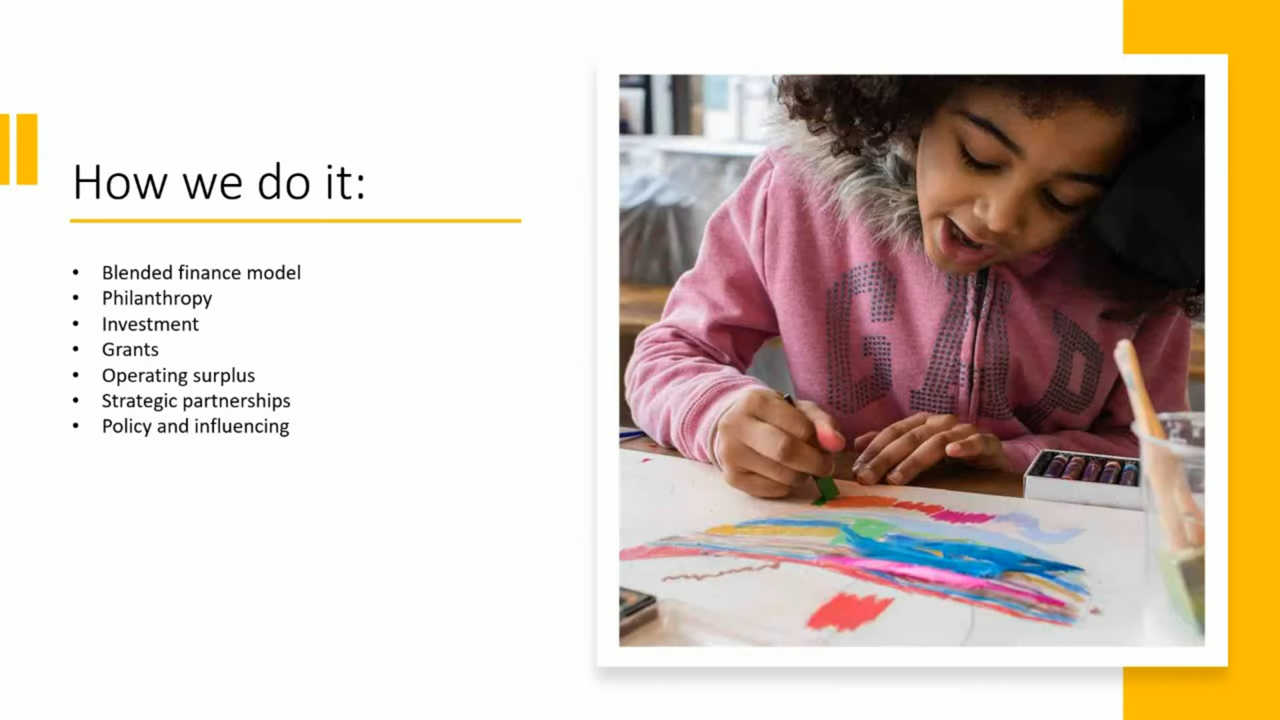 How we do it:
• Blended finance model
• Philanthropy
• Investment
• Grants
• Operating surplus
• Strategic partnerships
• Policy and influencing
GAP